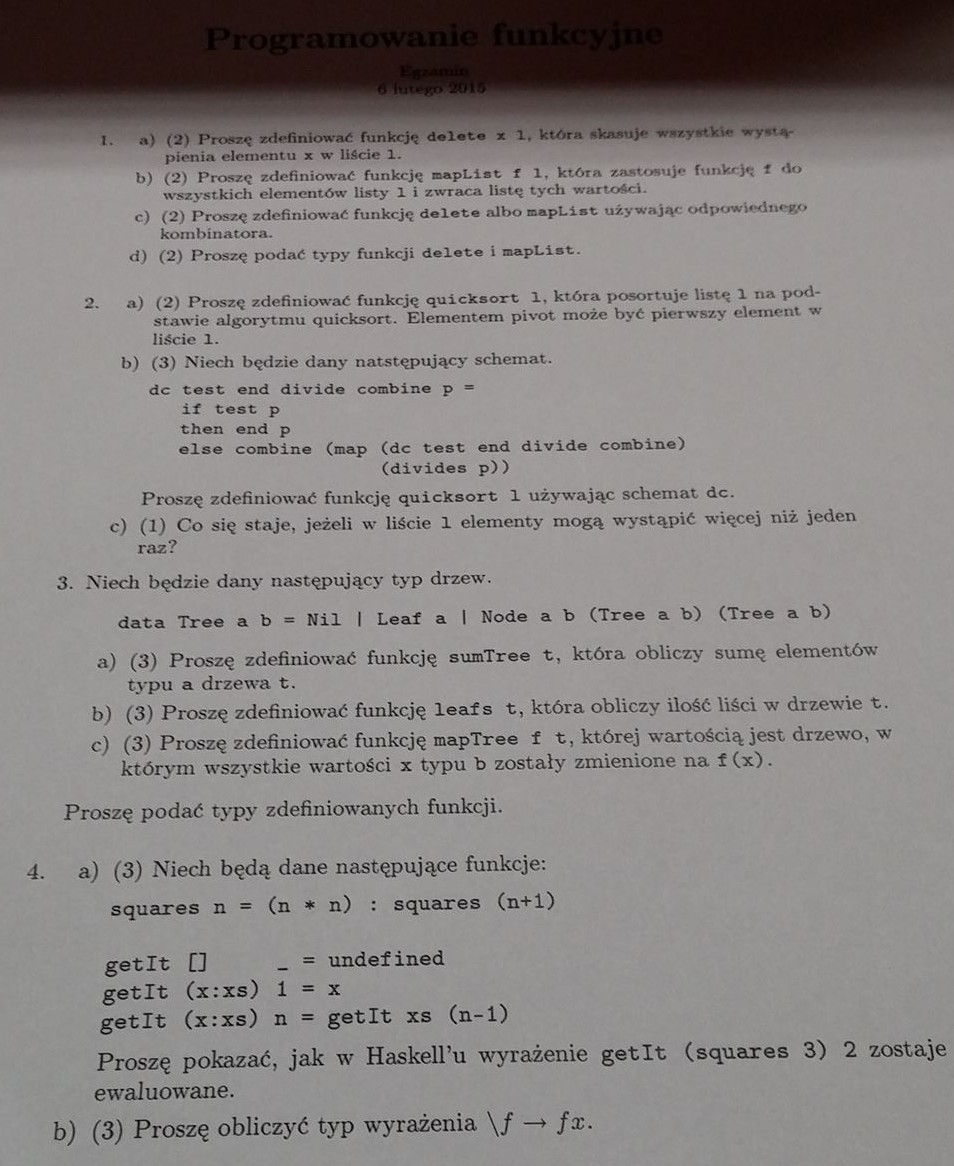 Programowanie funkcyjne
Egzamin
6 lutego 2015
1. a) (2) Proszę zdefiniować funkcję delete x l, która skasuje wszystkie wystą-
pienia elementu x w liście l.
b) (2) Proszę zdefiniować funkcję mapList f l, która zastosuje funkcję f do
wszystkich elementów listy l i zwraca listę tych wartości.
c) (2) Proszę zdefiniować funkcję delete albo mapList używając odpowiednego
kombinatora.
d) (2) Proszę podać typy funkcji delete i mapList.
2. a) (2) Proszę zdefiniować funkcję quicksort l, która posortuje listę l na pod-
stawie algorytmu quicksort. Elementem pivot może być pierwszy element w
liście l.
b) (3) Niech będzie dany natstępujący schemat.
dc test end divide combine p =
if test p
then end p
else combine (map (dc test end divide combine)
(divides p))
Proszę zdefiniować funkcję quicksort l używając schemat dc.
c) (1) Co się staje, jeżeli w liście l elementy mogą wystąpić więcej niż jeden
raz?
3. Niech będzie dany następujący typ drzew.
data Tree a b = Nil | Leaf a | Node a b (Tree a b) (Tree a b)
a) (3) Proszę zdefiniować funkcję sumTree t, która obliczy sumę elementów
typu a drzewa t.
b) (3) Proszę zdefiniować funkcję leafs t, która obliczy ilość liści w drzewie t.
c) (3) Proszę zdefiniować funkcję mapTree f t, której wartością jest drzewo, w
którym wszystkie wartości x typu b zostały zmienione na f(x).
Proszę podać typy zdefiniowanych funkcji.
4. a) (3) Niech będą dane następujące funkcje:
squares n = (n * n) : squares (n+1)
getIt [] _ = undefined
getIt (x:xs) 1 = x
getIt (x:xs) n = getIt xs (n-1)
Proszę pokazać, jak w Haskell'u wyrażenie getIt (squares 3) 2 zostaje
ewaluowane.
b) (3) Proszę obliczyć typ wyrażenia \f → fx.